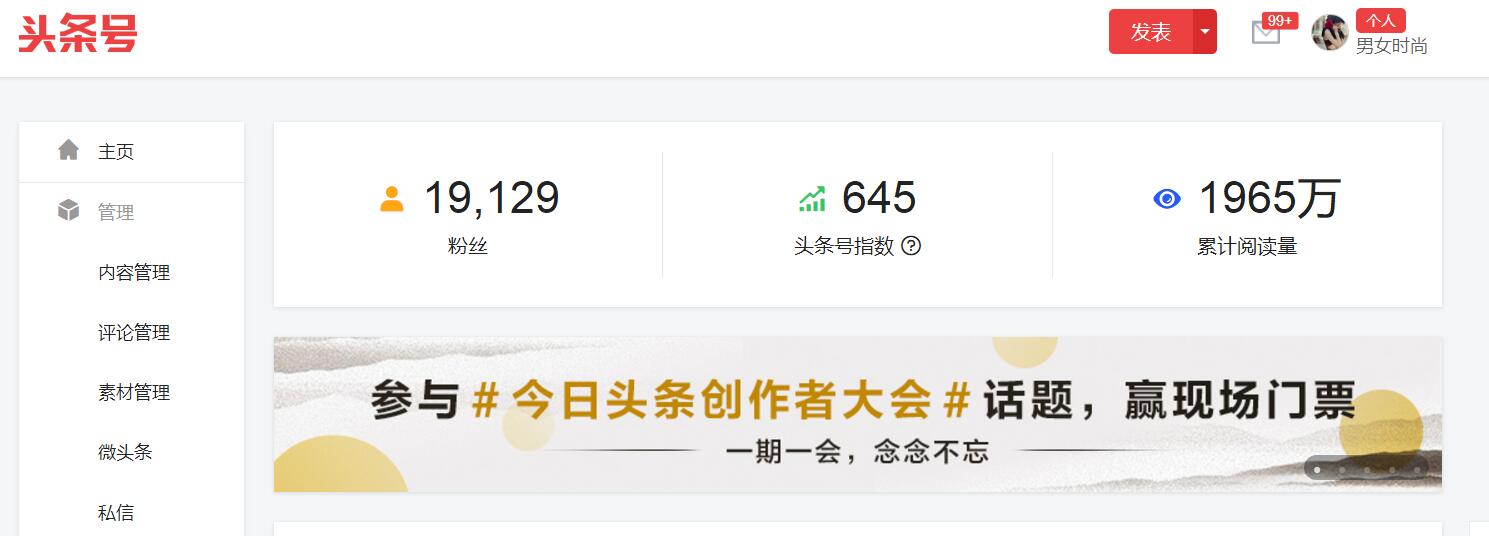 头条号
发表
99+
个人
男女时尚
主页
管理
内容管理
评论管理
素材管理
微头条
私信
19,129
粉丝
645
头条号指数
1965万
累计阅读量
参与#今日头条创作者大会#话题，赢现场门票
一期一会，念念不忘